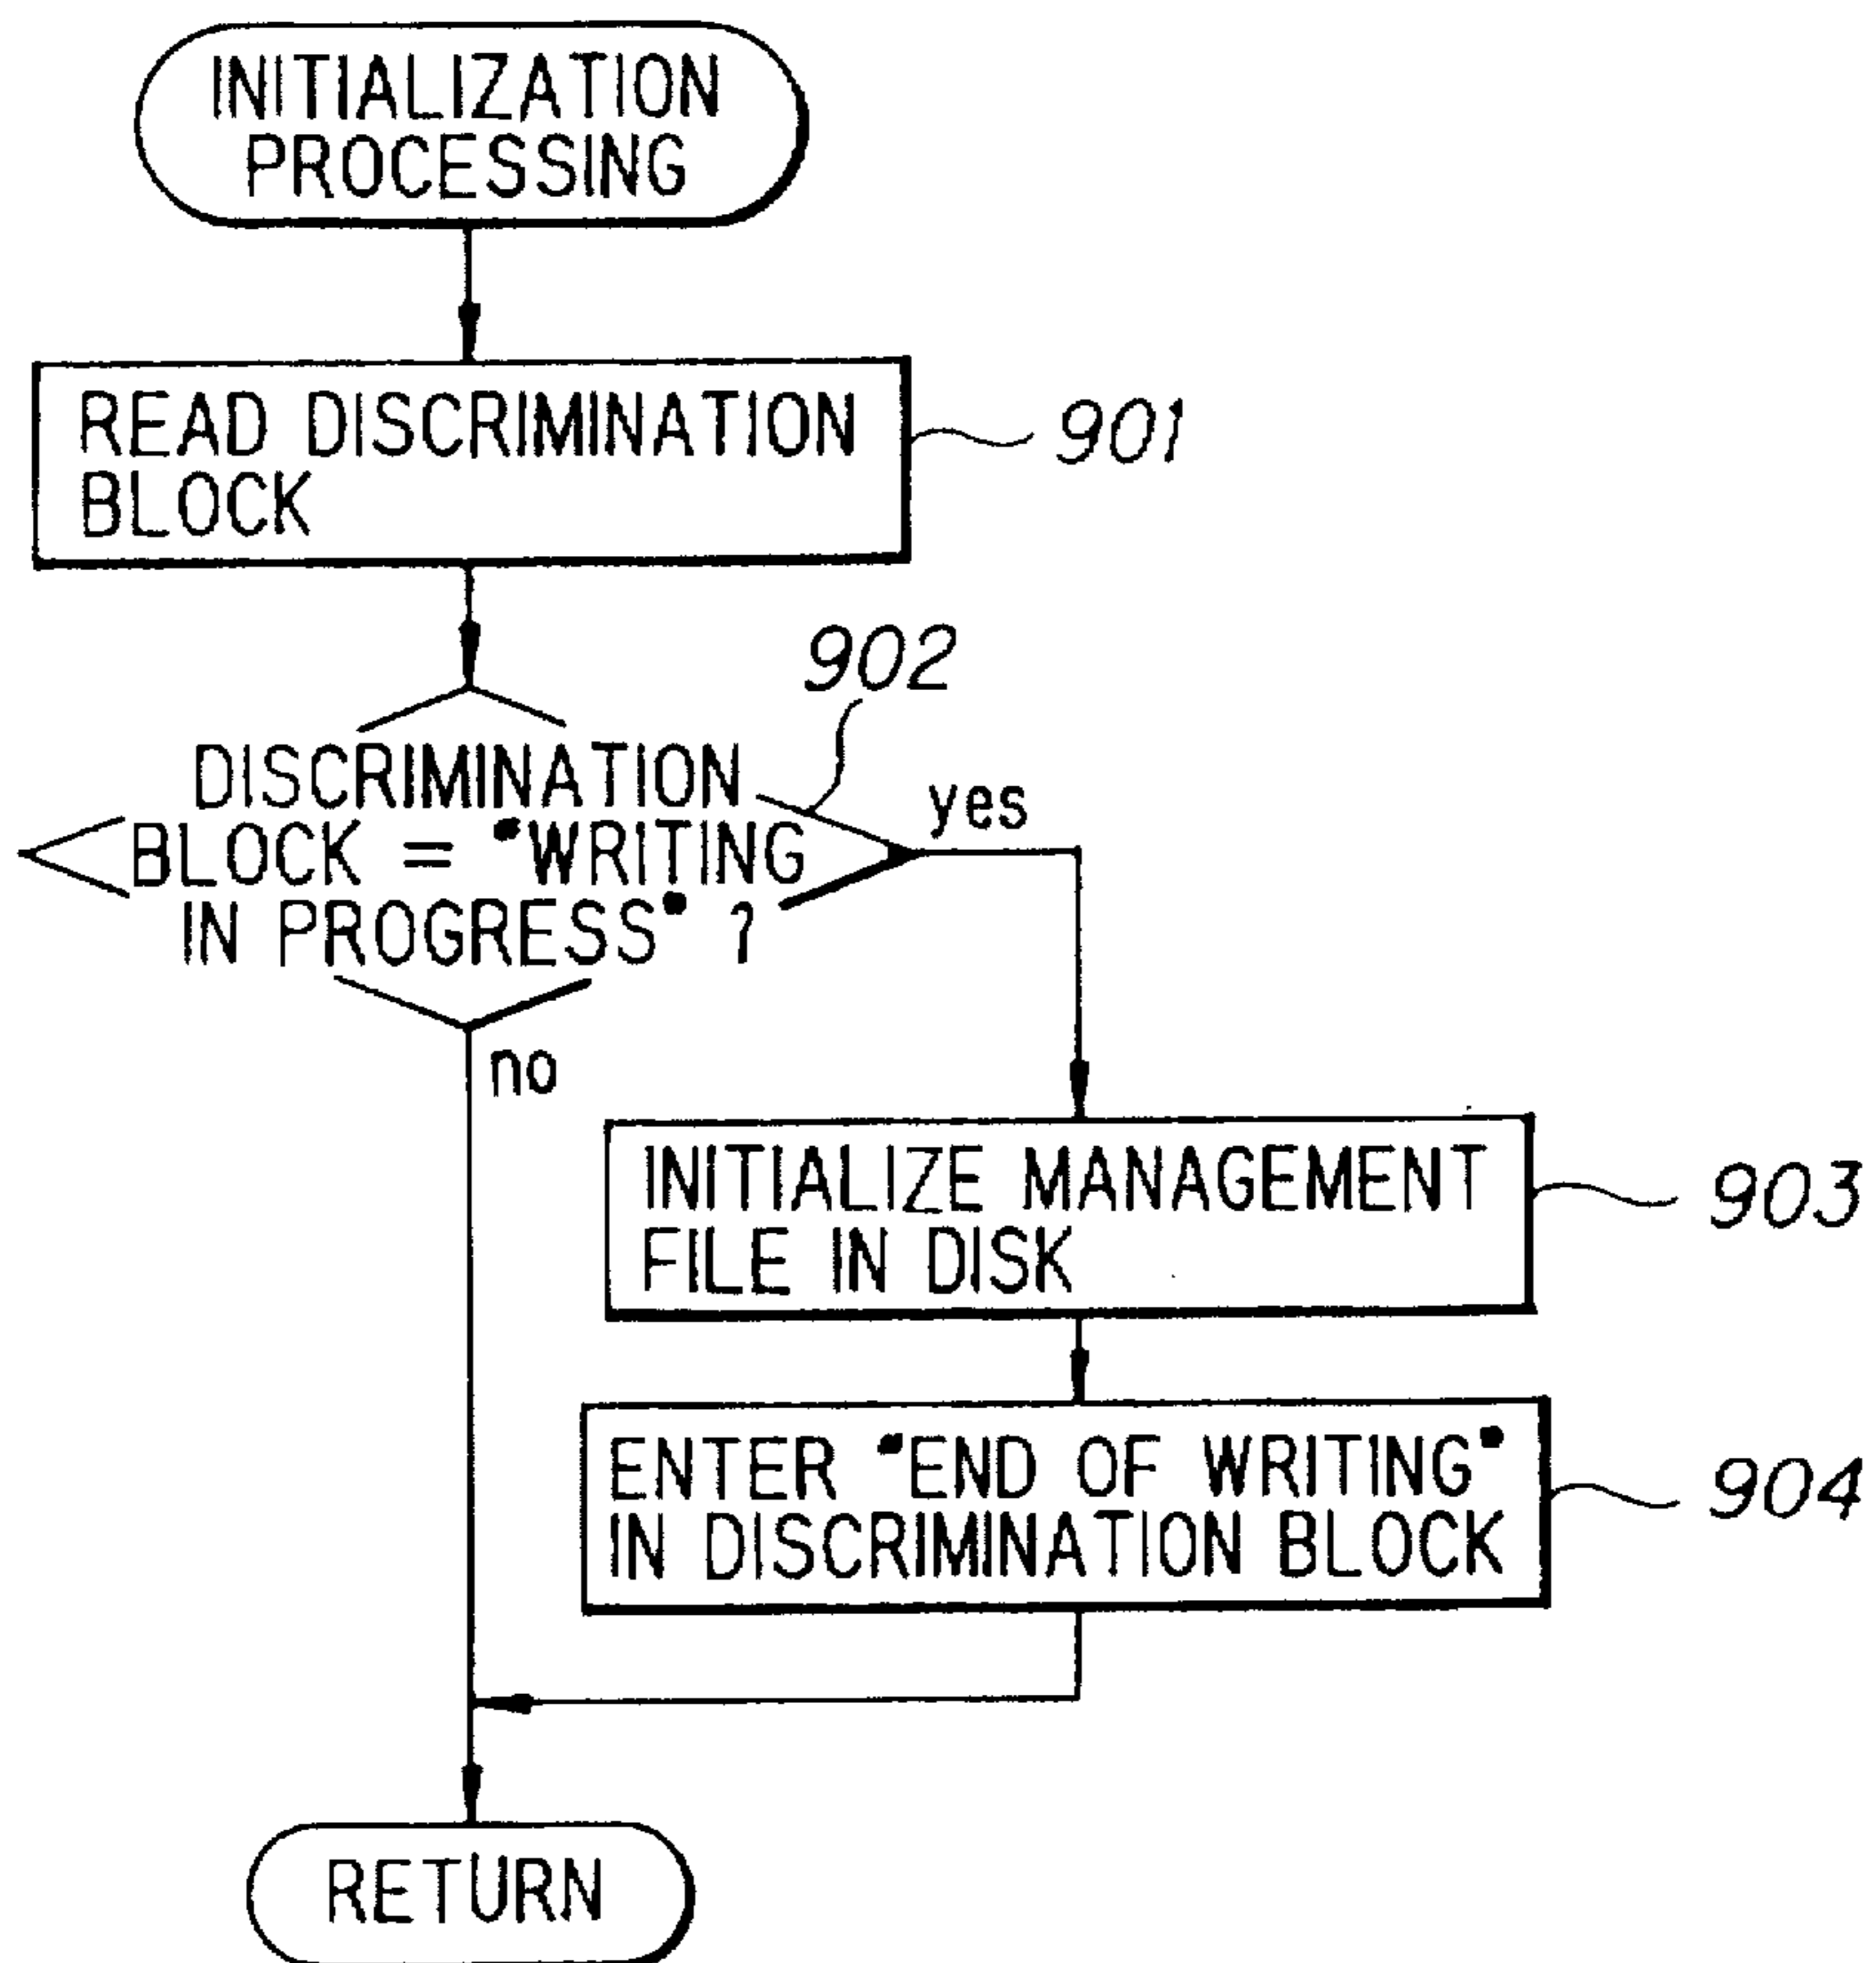 INITIALIZATION
PROCESSING
READ DISCRIMINATION
BLOCK
901
902
DISCRIMINATION
BLOCK = "WRITING
IN PROGRESS" ?
yes
no
INITIALIZE MANAGEMENT
FILE IN DISK
903
ENTER "END OF WRITING"
IN DISCRIMINATION BLOCK
904
RETURN